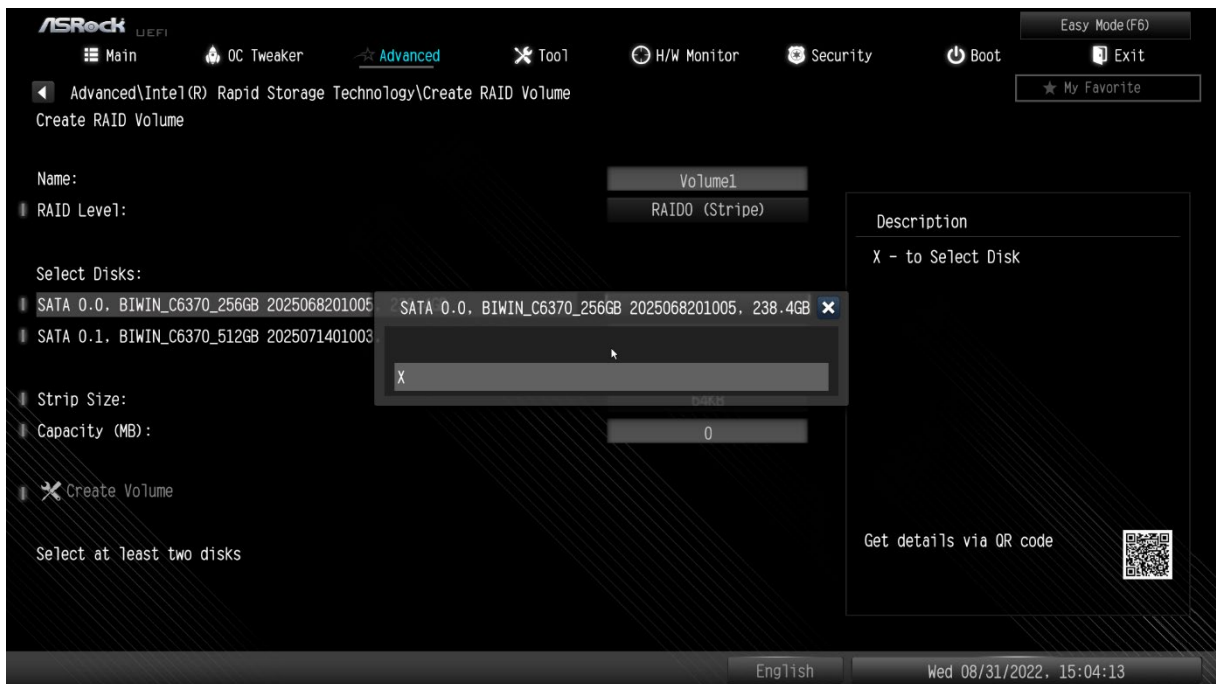 ASRock UEFI
Easy Mode(F6)
Main OC Tweaker Advanced Tool H/W Monitor Security Boot Exit
Advanced\Intel(R) Rapid Storage Technology\Create RAID Volume
My Favorite
Create RAID Volume
Name: Volume1
RAID Level: RAID0 (Stripe)
Description
X - to Select Disk
Select Disks:
SATA 0.0, BIWIN_C6370_256GB 2025068201005,
SATA 0.0, BIWIN_C6370_256GB 2025068201005, 238.4GB
SATA 0.1, BIWIN_C6370_512GB 2025071401003,
X
Strip Size: 64KB
Capacity (MB): 0
Create Volume
Select at least two disks
Get details via QR code
English
Wed 08/31/2022, 15:04:13